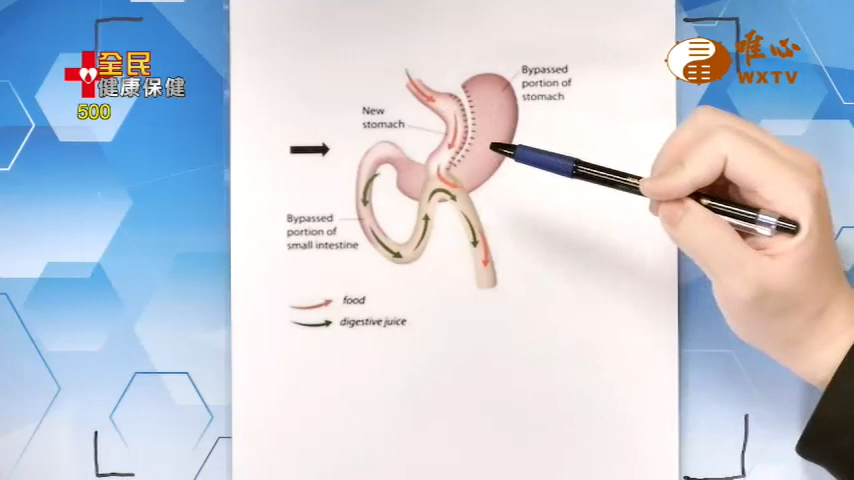 全民
健康保健
500
唯心
WXTV
Bypassed
portion of
stomach
New
stomach
Bypassed
portion of
small intestine
food
digestive juice